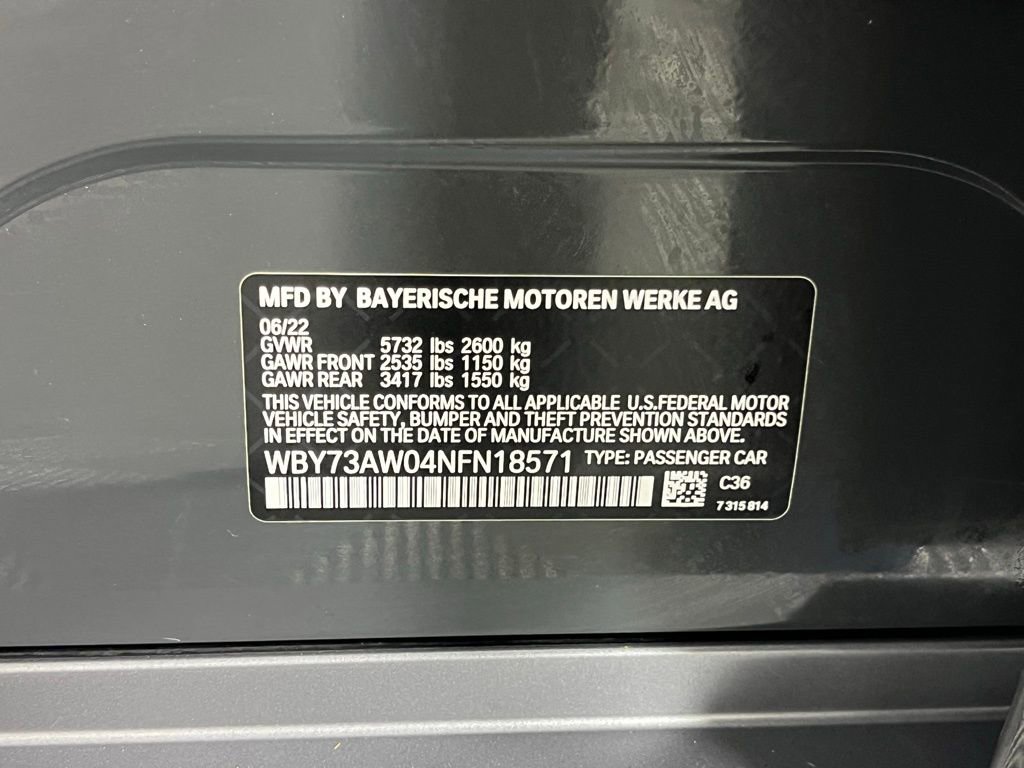 MFD BY BAYERISCHE MOTOREN WERKE AG
06/22
GVWR 5732 lbs 2600 kg
GAWR FRONT 2535 lbs 1150 kg
GAWR REAR 3417 lbs 1550 kg
THIS VEHICLE CONFORMS TO ALL APPLICABLE U.S.FEDERAL MOTOR
VEHICLE SAFETY, BUMPER AND THEFT PREVENTION STANDARDS
IN EFFECT ON THE DATE OF MANUFACTURE SHOWN ABOVE.
WBY73AW04NFN18571 TYPE: PASSENGER CAR
C36
7 315 814